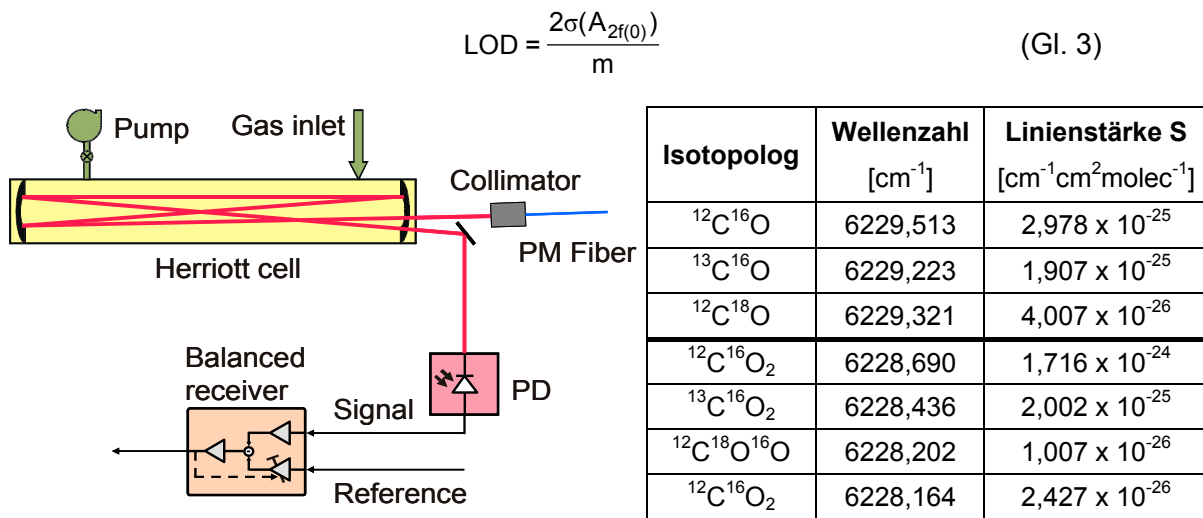 LOD = 2σ(A2f(0)) / m (Gl. 3)
Pump
Gas inlet
Collimator
PM Fiber
Herriott cell
Balanced
receiver
Signal
PD
Reference
Isotopolog Wellenzahl [cm⁻¹] Linienstärke S [cm⁻¹cm²molec⁻¹]
¹²C¹⁶O 6229,513 2,978 x 10⁻²⁵
¹³C¹⁶O 6229,223 1,907 x 10⁻²⁵
¹²C¹⁸O 6229,321 4,007 x 10⁻²⁶
¹²C¹⁶O₂ 6228,690 1,716 x 10⁻²⁴
¹³C¹⁶O₂ 6228,436 2,002 x 10⁻²⁵
¹²C¹⁸O¹⁶O 6228,202 1,007 x 10⁻²⁶
¹²C¹⁶O₂ 6228,164 2,427 x 10⁻²⁶